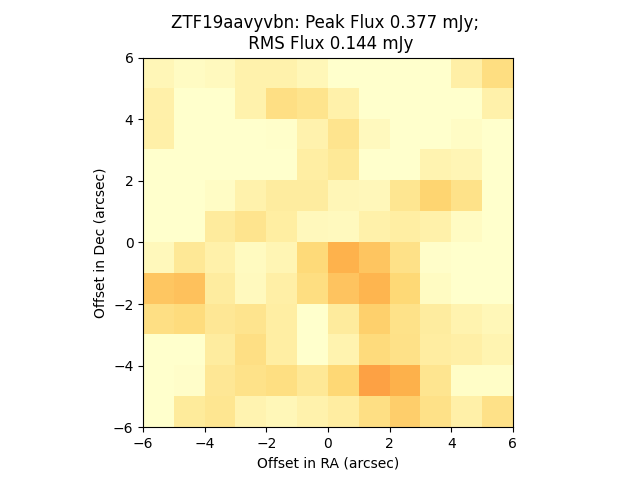 ZTF19aavyvbn: Peak Flux 0.377 mJy;
RMS Flux 0.144 mJy
6
4
2
0
−2
−4
−6
Offset in Dec (arcsec)
−6 −4 −2 0 2 4 6
Offset in RA (arcsec)